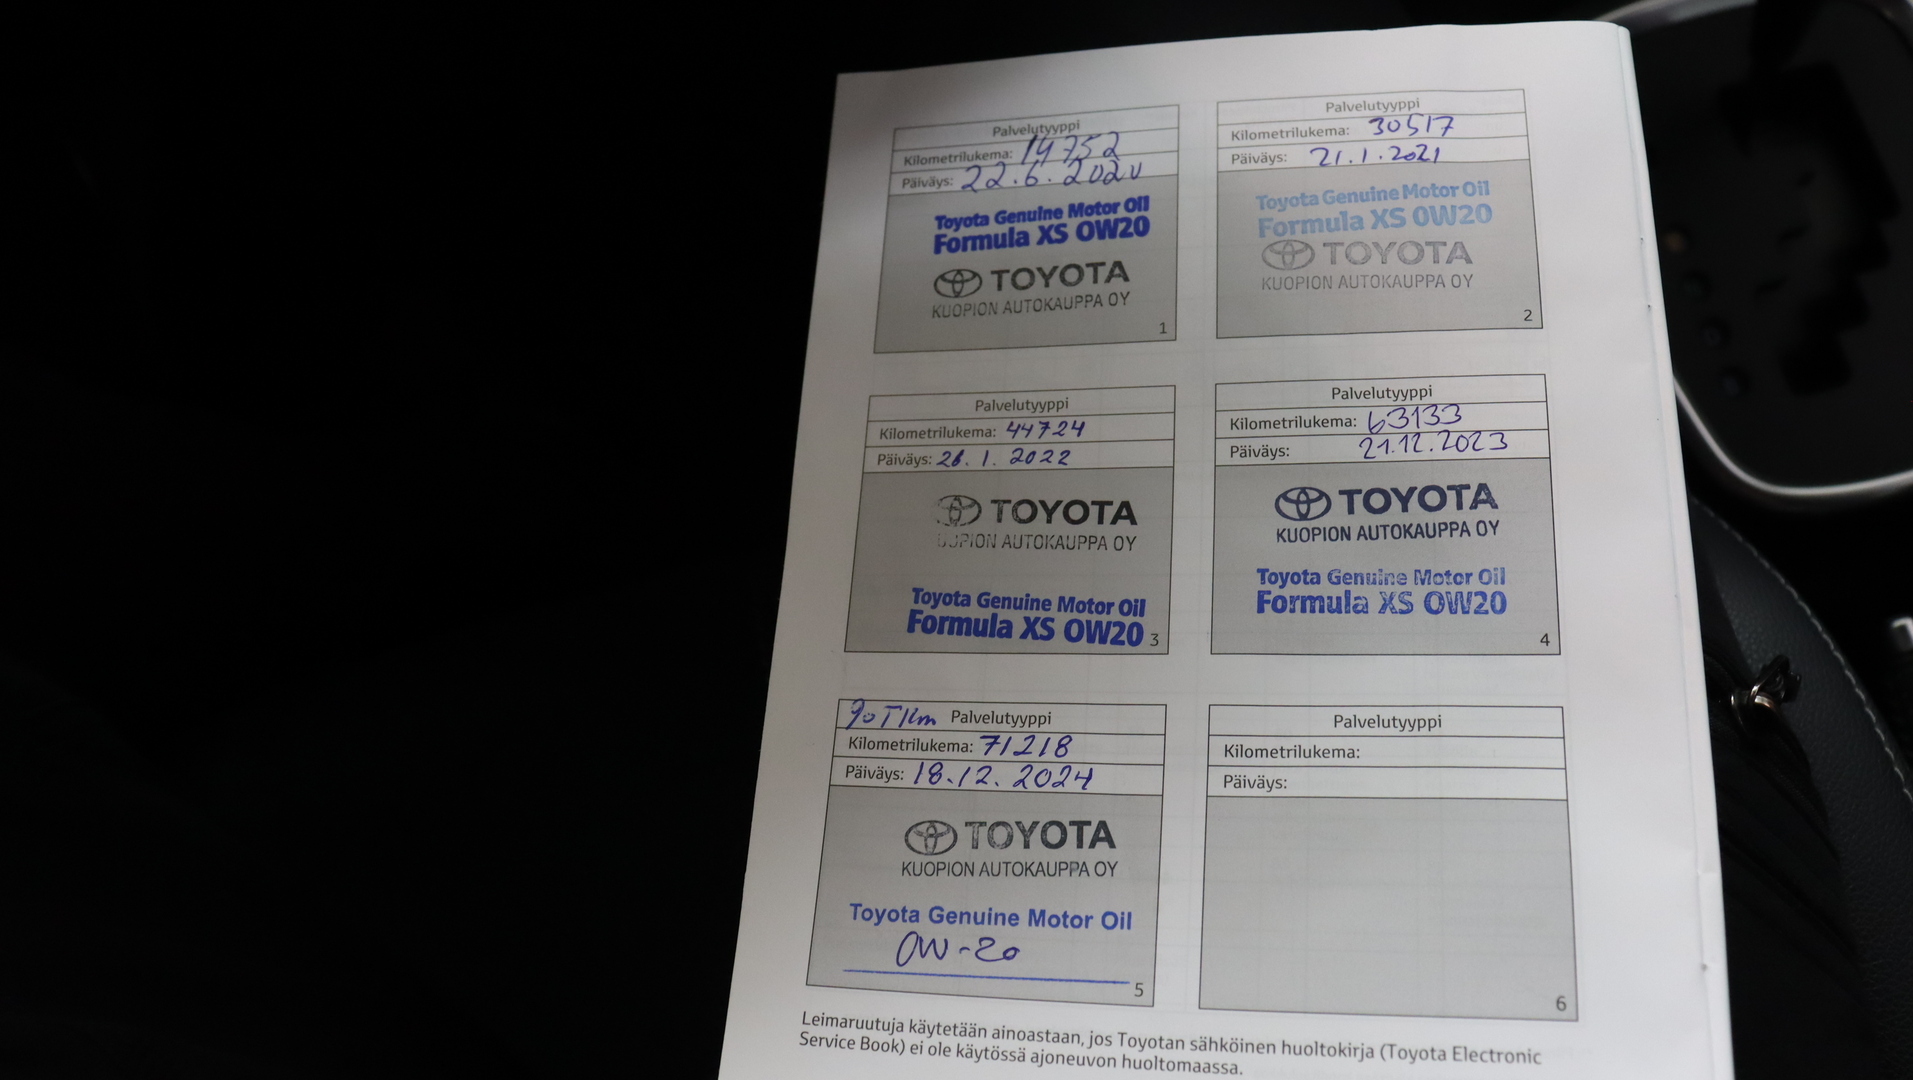 Palvelutyyppi
Kilometrilukema: 14752
Päiväys: 22.6.2020
Toyota Genuine Motor Oil
Formula XS 0W20
TOYOTA
KUOPION AUTOKAUPPA OY
1
Palvelutyyppi
Kilometrilukema: 30517
Päiväys: 21.1.2021
Toyota Genuine Motor Oil
Formula XS 0W20
TOYOTA
KUOPION AUTOKAUPPA OY
2
Palvelutyyppi
Kilometrilukema: 44724
Päiväys: 26.1.2022
TOYOTA
KUOPION AUTOKAUPPA OY
Toyota Genuine Motor Oil
Formula XS 0W20
3
Palvelutyyppi
Kilometrilukema: 63133
Päiväys: 21.12.2023
TOYOTA
KUOPION AUTOKAUPPA OY
Toyota Genuine Motor Oil
Formula XS 0W20
4
90TKm Palvelutyyppi
Kilometrilukema: 71218
Päiväys: 18.12.2024
TOYOTA
KUOPION AUTOKAUPPA OY
Toyota Genuine Motor Oil
0W-20
5
Palvelutyyppi
Kilometrilukema:
Päiväys:
6
Leimaruutuja käytetään ainoastaan, jos Toyotan sähköinen huoltokirja (Toyota Electronic
Service Book) ei ole käytössä ajoneuvon huoltomaassa.